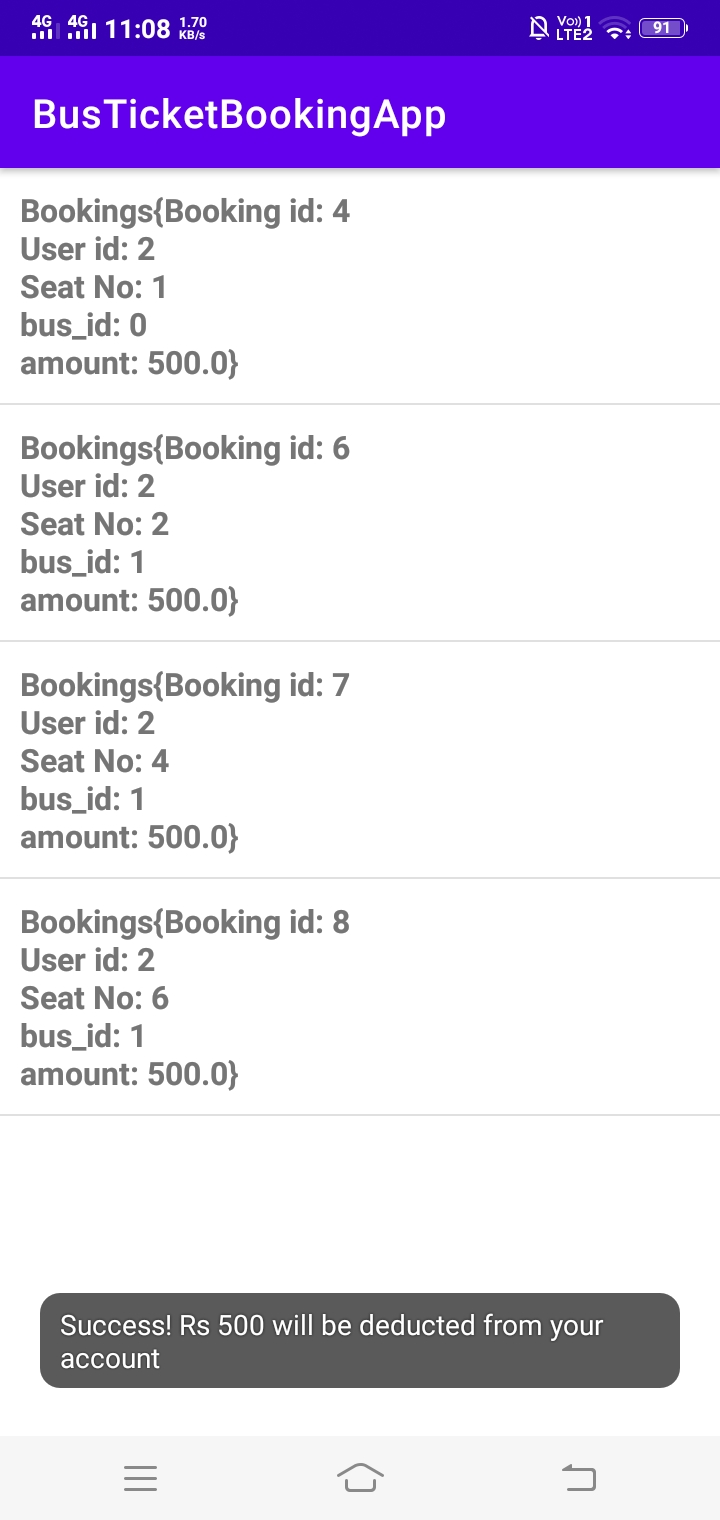 4G 4G 11:08 1.70 KB/s Vo)) 1 LTE2 91
BusTicketBookingApp
Bookings{Booking id: 4
User id: 2
Seat No: 1
bus_id: 0
amount: 500.0}
Bookings{Booking id: 6
User id: 2
Seat No: 2
bus_id: 1
amount: 500.0}
Bookings{Booking id: 7
User id: 2
Seat No: 4
bus_id: 1
amount: 500.0}
Bookings{Booking id: 8
User id: 2
Seat No: 6
bus_id: 1
amount: 500.0}
Success! Rs 500 will be deducted from your
account